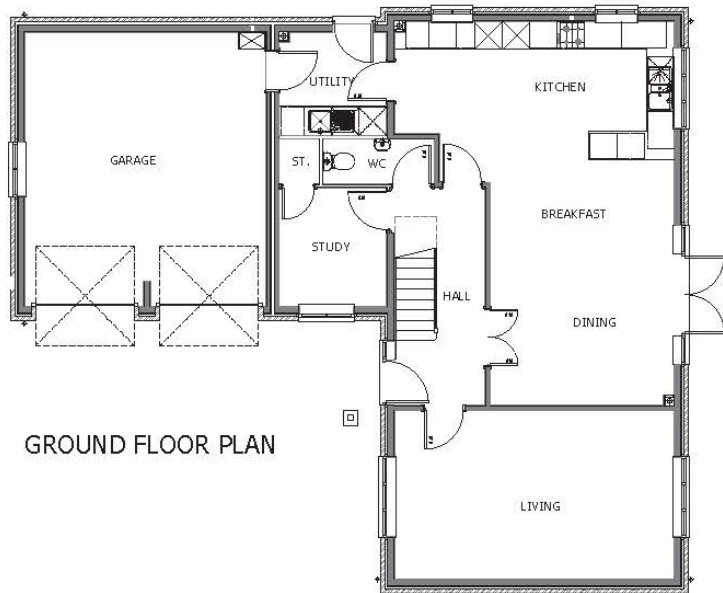 UTILITY
KITCHEN
GARAGE
ST.
WC
BREAKFAST
STUDY
HALL
DINING
GROUND FLOOR PLAN
LIVING